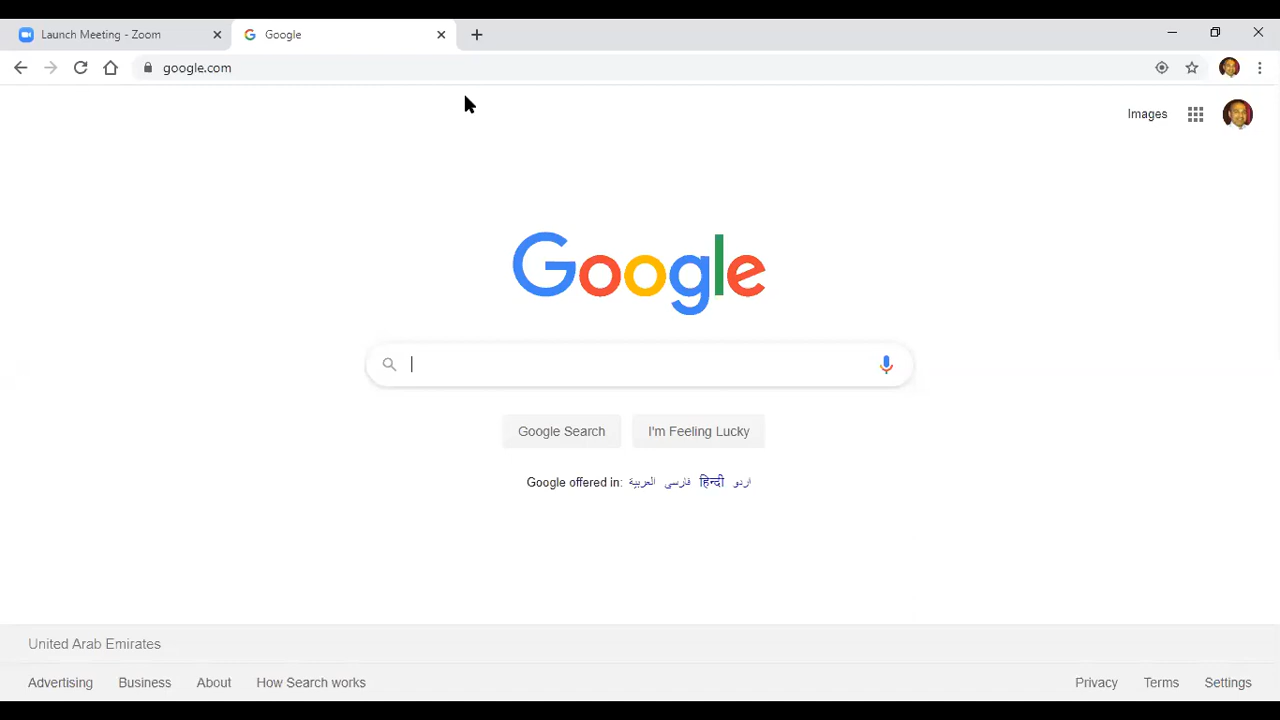 Launch Meeting - Zoom
Google
google.com
Images
Google
Google Search
I'm Feeling Lucky
Google offered in: العربية فارسی हिन्दी اردو
United Arab Emirates
Advertising Business About How Search works
Privacy Terms Settings